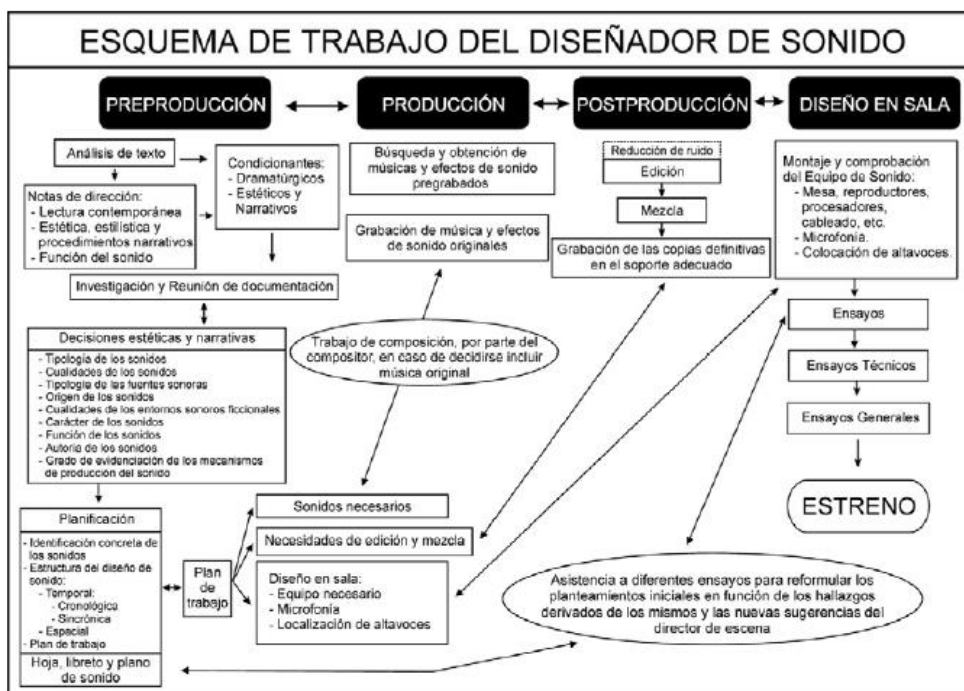 ESQUEMA DE TRABAJO DEL DISEÑADOR DE SONIDO
PREPRODUCCIÓN
PRODUCCIÓN
POSTPRODUCCIÓN
DISEÑO EN SALA
Análisis de texto
Notas de dirección:
- Lectura contemporánea
- Estética, estilística y
procedimientos narrativos
- Función del sonido
Condicionantes:
- Dramatúrgicos
- Estéticos y
Narrativos
Investigación y Reunión de documentación
Decisiones estéticas y narrativas
- Tipología de los sonidos
- Cualidades de los sonidos
- Tipología de las fuentes sonoras
- Origen de los sonidos
- Cualidades de los entornos sonoros ficcionales
- Carácter de los sonidos
- Función de los sonidos
- Autoría de los sonidos
- Grado de evidenciación de los mecanismos
de producción del sonido
Planificación
- Identificación concreta de
los sonidos
- Estructura del diseño de
sonido:
- Temporal:
- Cronológica
- Sincrónica
- Espacial
- Plan de trabajo
Hoja, libreto y plano
de sonido
Plan
de
trabajo
Sonidos necesarios
Necesidades de edición y mezcla
Diseño en sala:
- Equipo necesario
- Microfonía
- Localización de altavoces
Búsqueda y obtención de
músicas y efectos de sonido
pregrabados
Grabación de música y efectos
de sonido originales
Trabajo de composición, por parte del
compositor, en caso de decidirse incluir
música original
Reducción de ruido
Edición
Mezcla
Grabación de las copias definitivas
en el soporte adecuado
Montaje y comprobación
del Equipo de Sonido:
- Mesa, reproductores,
procesadores,
cableado, etc.
- Microfonía.
- Colocación de altavoces.
Ensayos
Ensayos Técnicos
Ensayos Generales
ESTRENO
Asistencia a diferentes ensayos para reformular los
planteamientos iniciales en función de los hallazgos
derivados de los mismos y las nuevas sugerencias del
director de escena